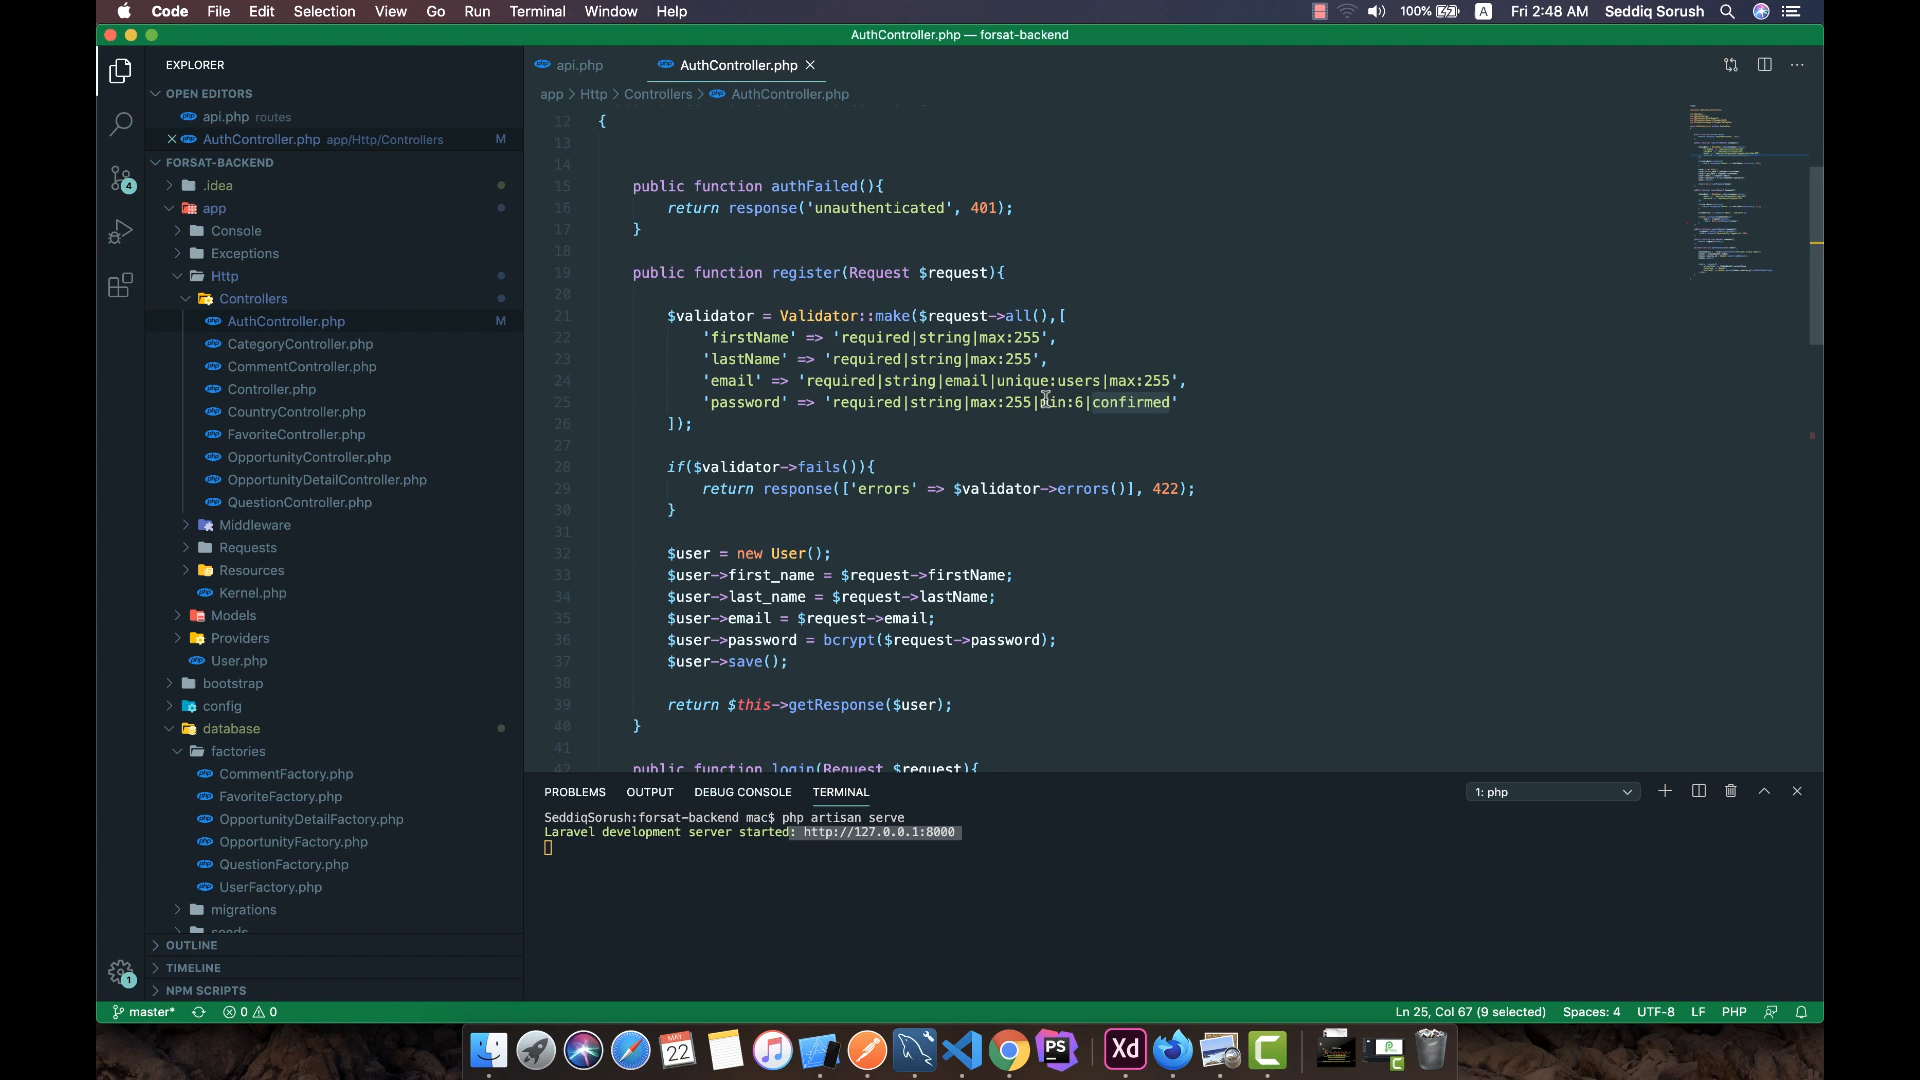 Code File Edit Selection View Go Run Terminal Window Help 100% A Fri 2:48 AM Seddiq Sorush
AuthController.php — forsat-backend
EXPLORER
OPEN EDITORS
api.php routes
AuthController.php app/Http/Controllers M
FORSAT-BACKEND
.idea
app
Console
Exceptions
Http
Controllers
AuthController.php M
CategoryController.php
CommentController.php
Controller.php
CountryController.php
FavoriteController.php
OpportunityController.php
OpportunityDetailController.php
QuestionController.php
Middleware
Requests
Resources
Kernel.php
Models
Providers
User.php
bootstrap
config
database
factories
CommentFactory.php
FavoriteFactory.php
OpportunityDetailFactory.php
OpportunityFactory.php
QuestionFactory.php
UserFactory.php
migrations
seeds
OUTLINE
TIMELINE
NPM SCRIPTS
4
1
api.php AuthController.php
app > Http > Controllers > AuthController.php
12 {
13
14
15 public function authFailed(){
16 return response('unauthenticated', 401);
17 }
18
19 public function register(Request $request){
20
21 $validator = Validator::make($request->all(),[
22 'firstName' => 'required|string|max:255',
23 'lastName' => 'required|string|max:255',
24 'email' => 'required|string|email|unique:users|max:255',
25 'password' => 'required|string|max:255|min:6|confirmed'
26 ]);
27
28 if($validator->fails()){
29 return response(['errors' => $validator->errors()], 422);
30 }
31
32 $user = new User();
33 $user->first_name = $request->firstName;
34 $user->last_name = $request->lastName;
35 $user->email = $request->email;
36 $user->password = bcrypt($request->password);
37 $user->save();
38
39 return $this->getResponse($user);
40 }
41
42 public function login(Request $request){
PROBLEMS OUTPUT DEBUG CONSOLE TERMINAL 1: php
SeddiqSorush:forsat-backend mac$ php artisan serve
Laravel development server started: http://127.0.0.1:8000
master* 0 0 Ln 25, Col 67 (9 selected) Spaces: 4 UTF-8 LF PHP
MAY
22
PS
Xd
C